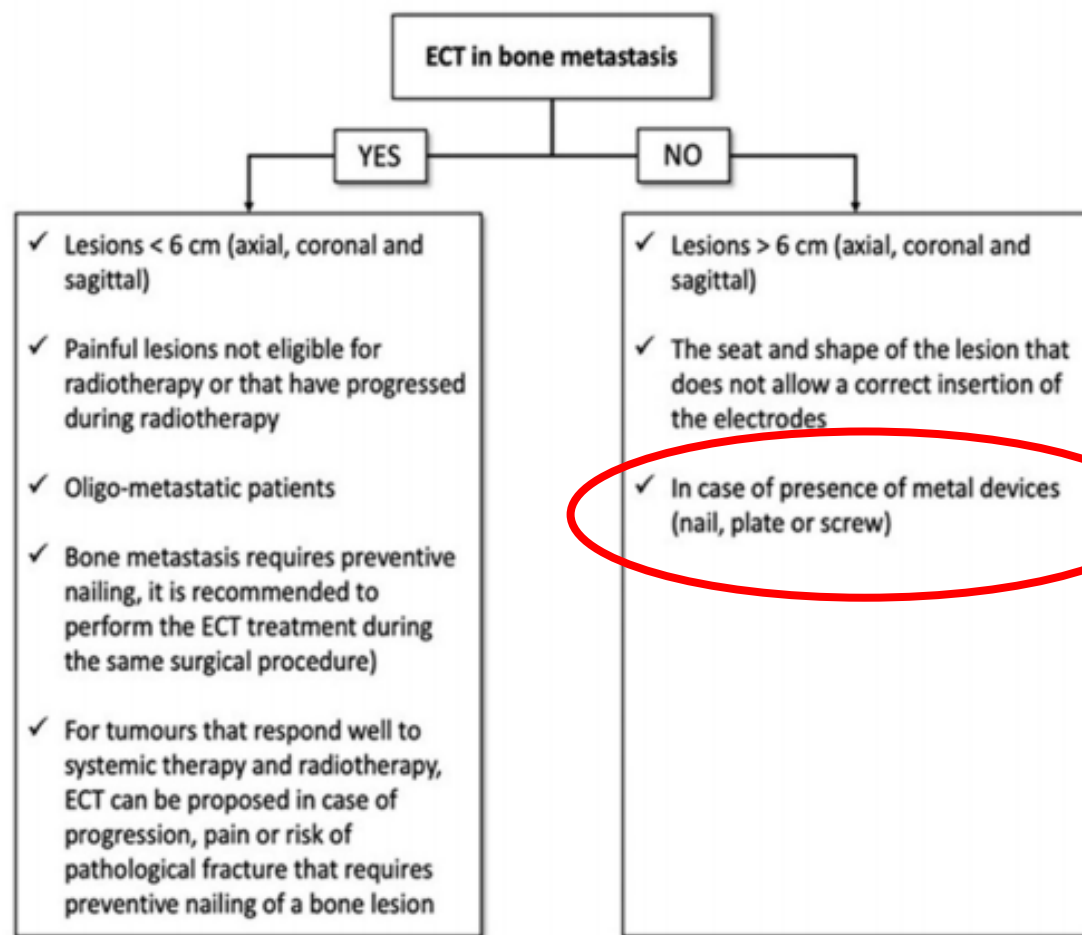 ECT in bone metastasis
YES
NO
✓ Lesions < 6 cm (axial, coronal and
sagittal)
✓ Painful lesions not eligible for
radiotherapy or that have progressed
during radiotherapy
✓ Oligo-metastatic patients
✓ Bone metastasis requires preventive
nailing, it is recommended to
perform the ECT treatment during
the same surgical procedure)
✓ For tumours that respond well to
systemic therapy and radiotherapy,
ECT can be proposed in case of
progression, pain or risk of
pathological fracture that requires
preventive nailing of a bone lesion
✓ Lesions > 6 cm (axial, coronal and
sagittal)
✓ The seat and shape of the lesion that
does not allow a correct insertion of
the electrodes
✓ In case of presence of metal devices
(nail, plate or screw)